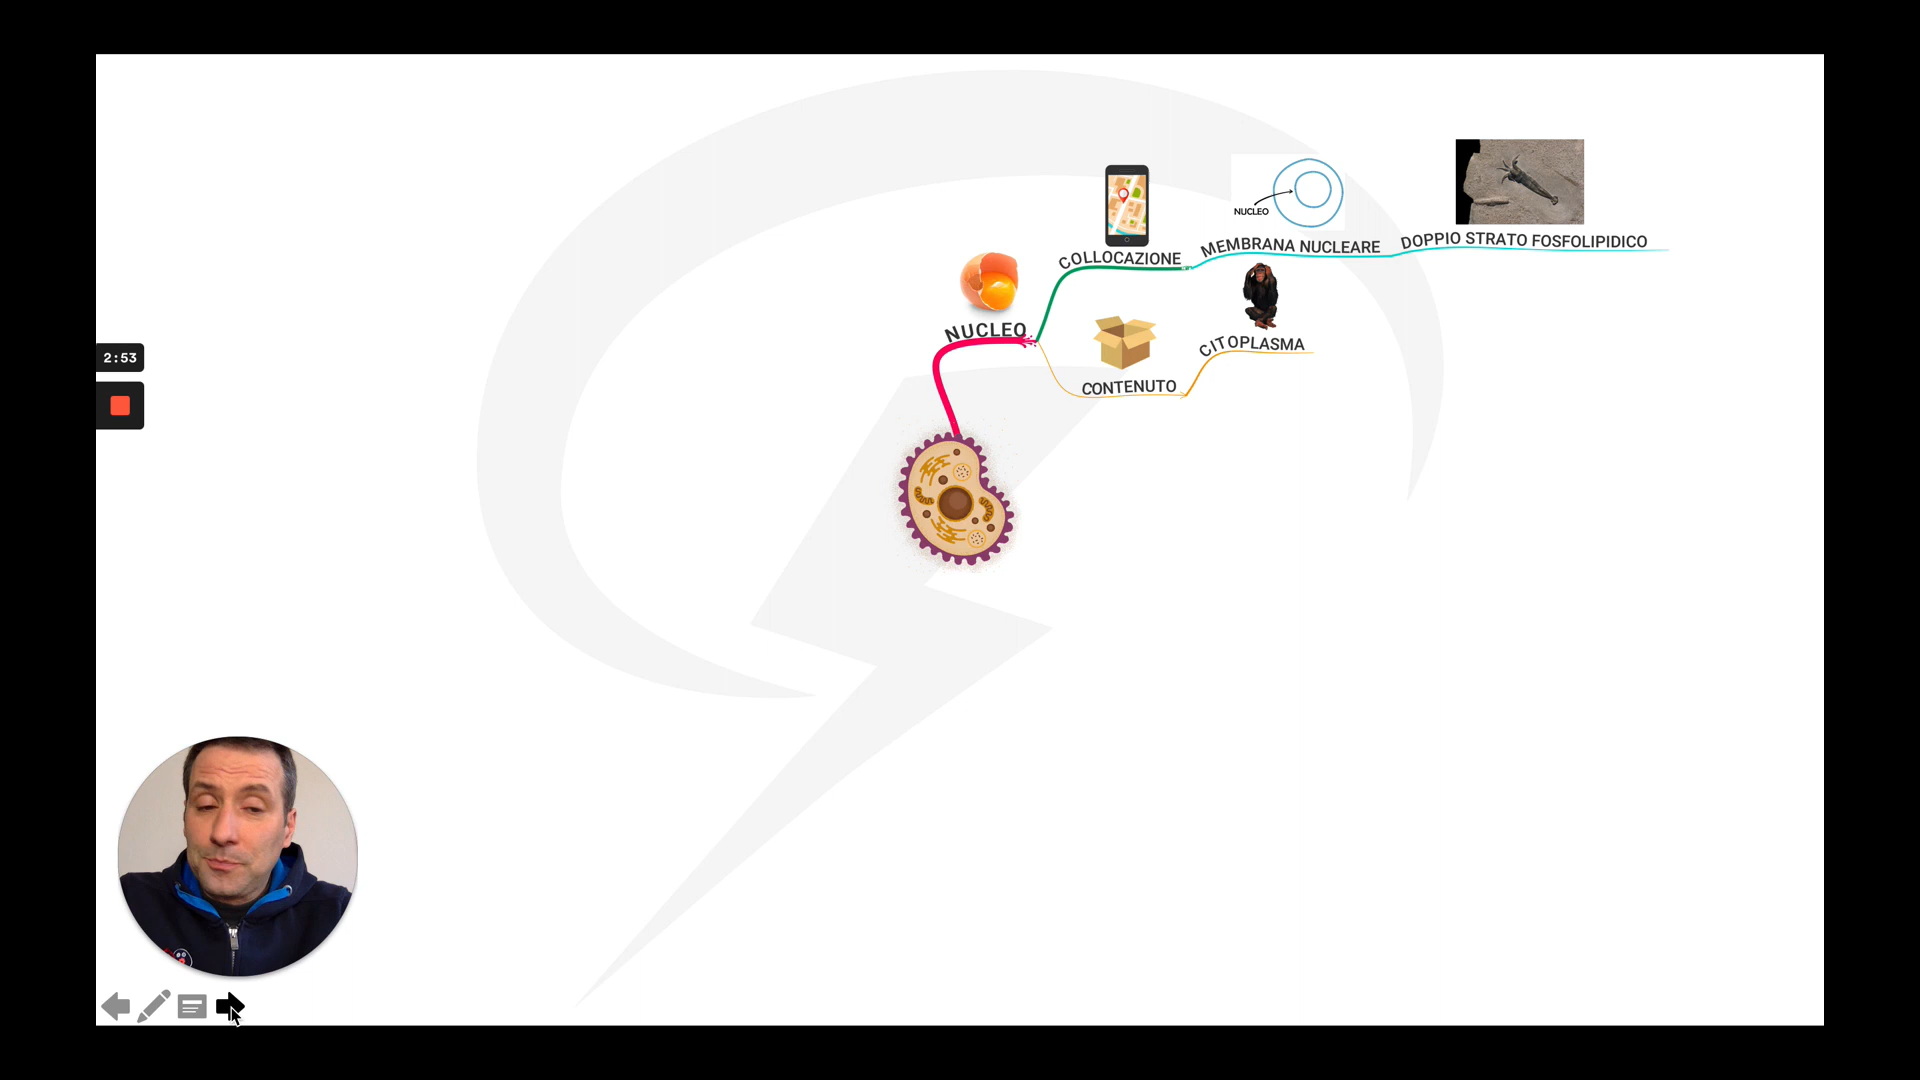 NUCLEO
DOPPIO STRATO FOSFOLIPIDICO
MEMBRANA NUCLEARE
COLLOCAZIONE
NUCLEO
CITOPLASMA
2:53
CONTENUTO